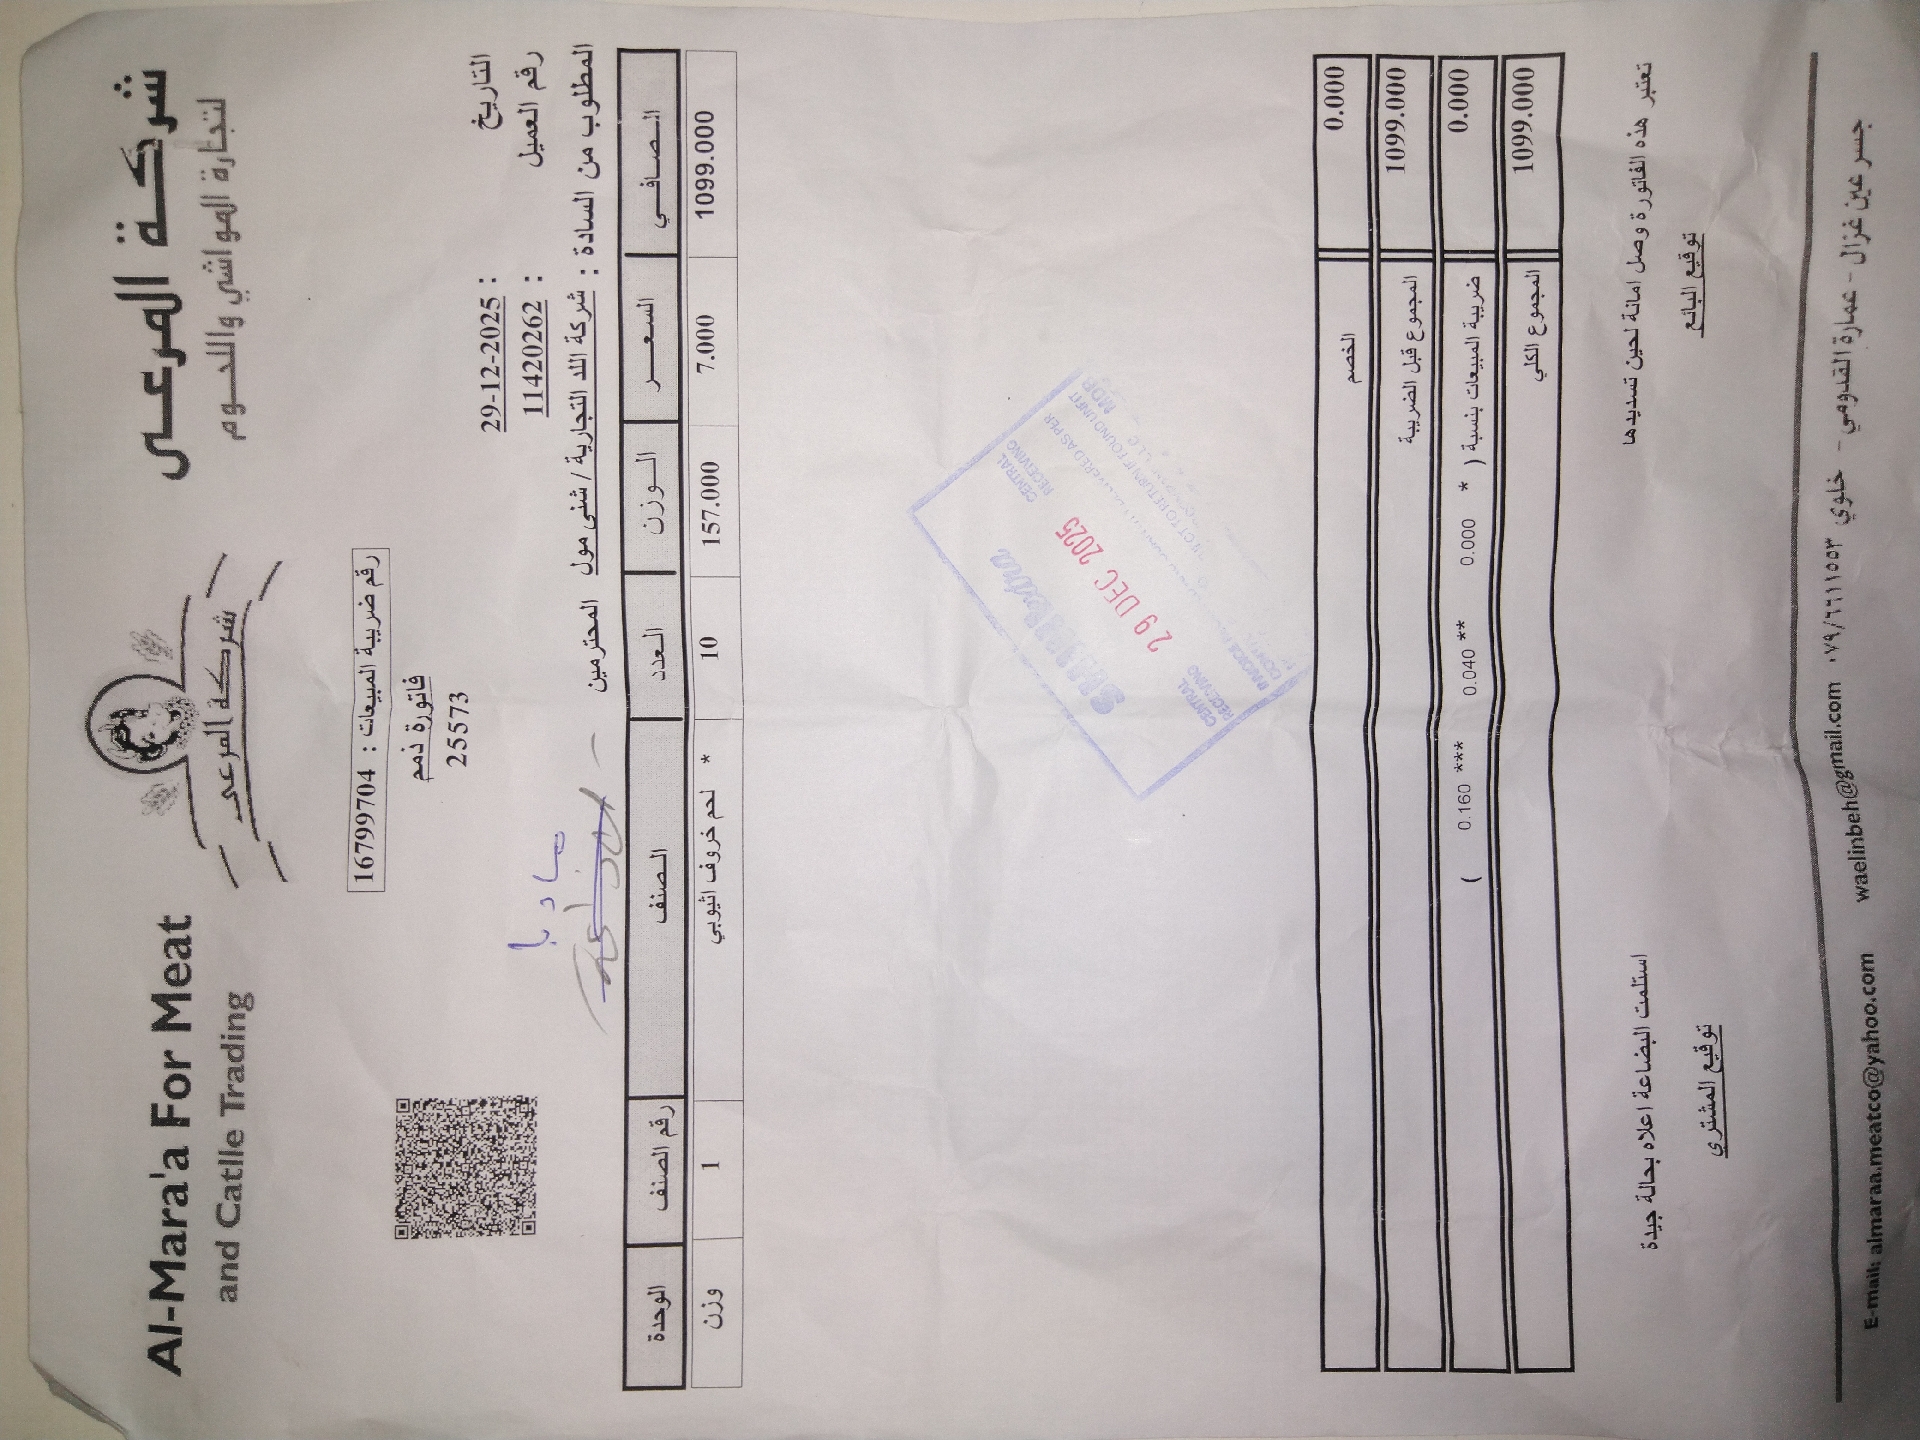 Al-Mara'a For Meat
and Catlle Trading
شركة المرعى
شركة المرعى
لتجارة المواشي واللحوم
رقم ضريبة المبيعات : 16799704
فاتورة ذمم
25573
التاريخ : 29-12-2025
رقم العميل : 11420262
المطلوب من السادة : شركة اللد التجارية / شنى مول المحترمين
الصافي السعر الوزن العدد الصنف رقم الصنف الوحدة
1099.000 7.000 157.000 10 * لحم خروف اثيوبي 1 وزن
CENTRAL RECEIVING
29 DEC 2025
CENTRAL RECEIVING
الخصم 0.000
المجموع قبل الضريبة 1099.000
ضريبة المبيعات بنسبة ( * 0.000 ** 0.040 *** 0.160 ) 0.000
المجموع الكلي 1099.000
تعتبر هذه الفاتورة وصل امانة لحين تسديدها
استلمت البضاعة اعلاه بحالة جيدة
توقيع البائع
توقيع المشتري
جسر عين غزال - عمارة القدومي - خلوي ٠٧٩/٦٦١١٥٥٣ waelinbeh@gmail.com
E-mail: almaraa.meatco@yahoo.com